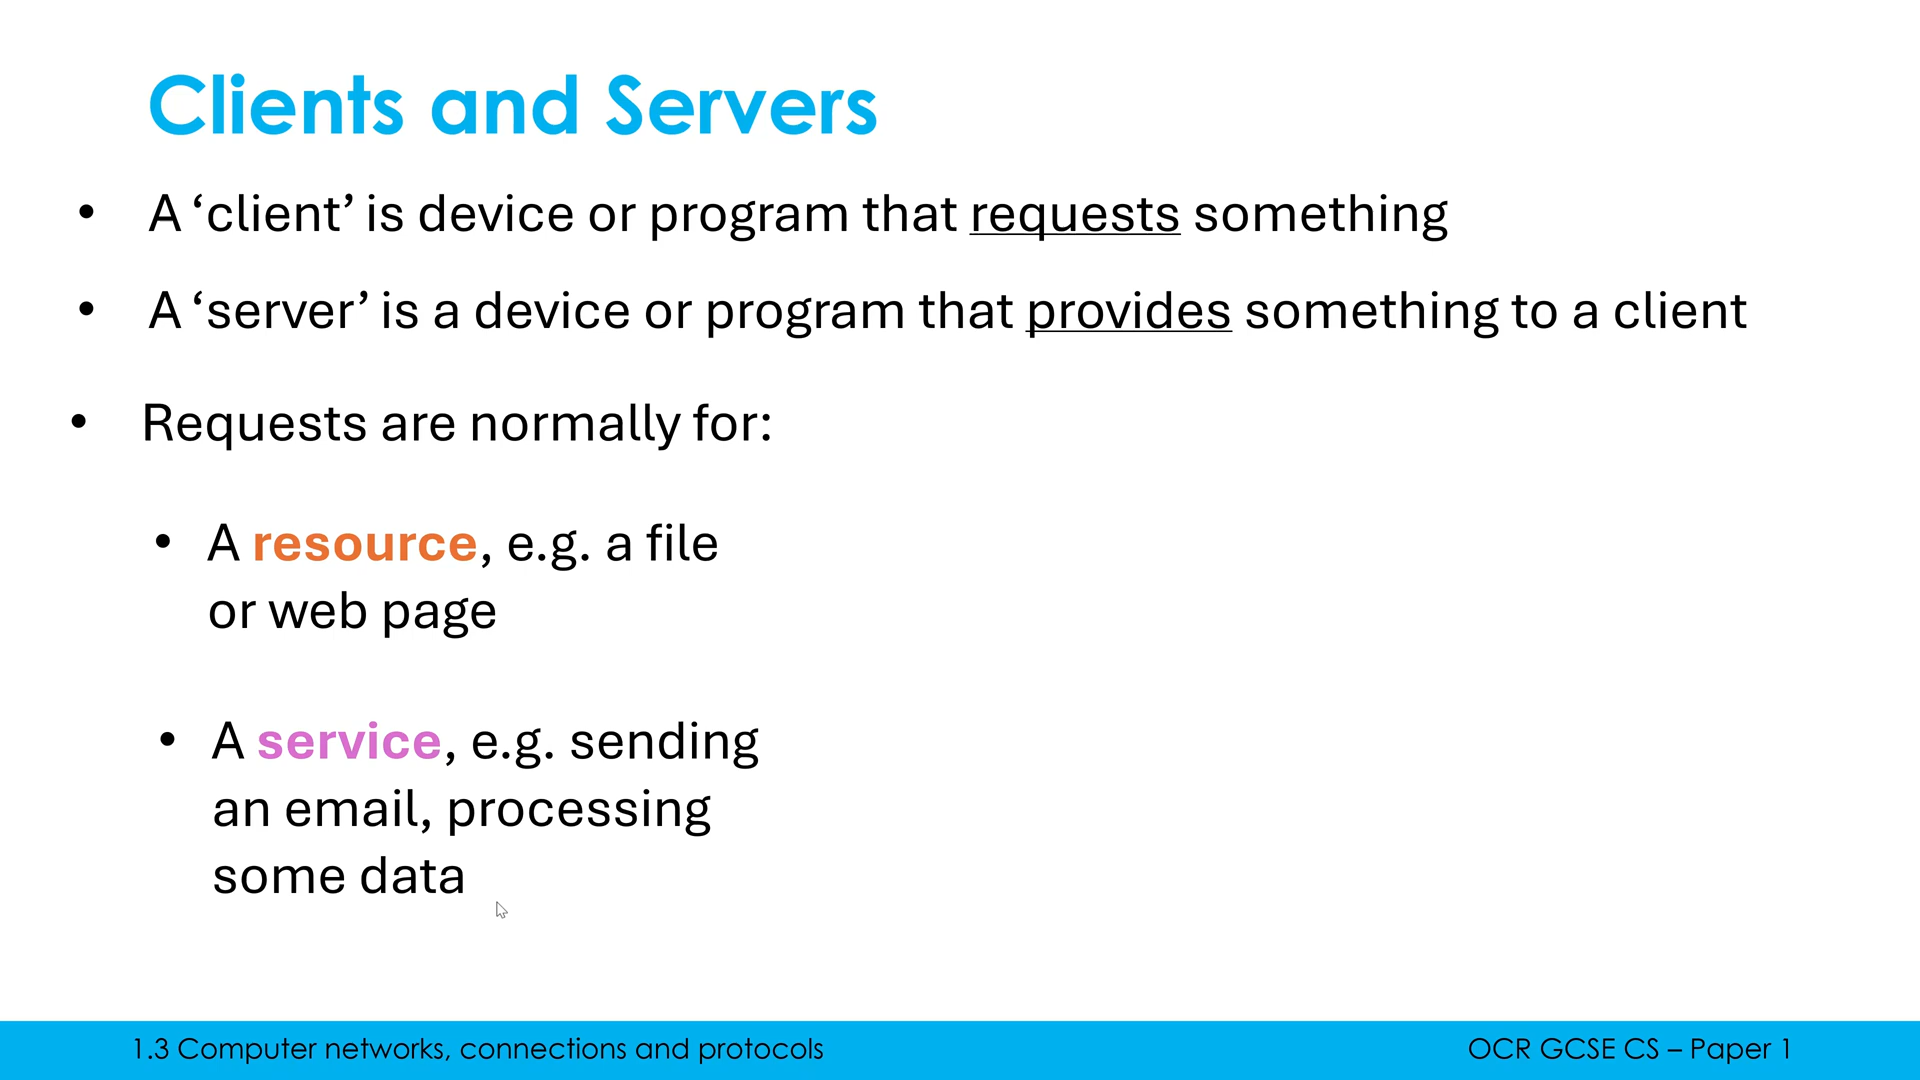 Clients and Servers
• A ‘client’ is device or program that requests something
• A ‘server’ is a device or program that provides something to a client
• Requests are normally for:
• A resource, e.g. a file
or web page
• A service, e.g. sending
an email, processing
some data
1.3 Computer networks, connections and protocols
OCR GCSE CS – Paper 1